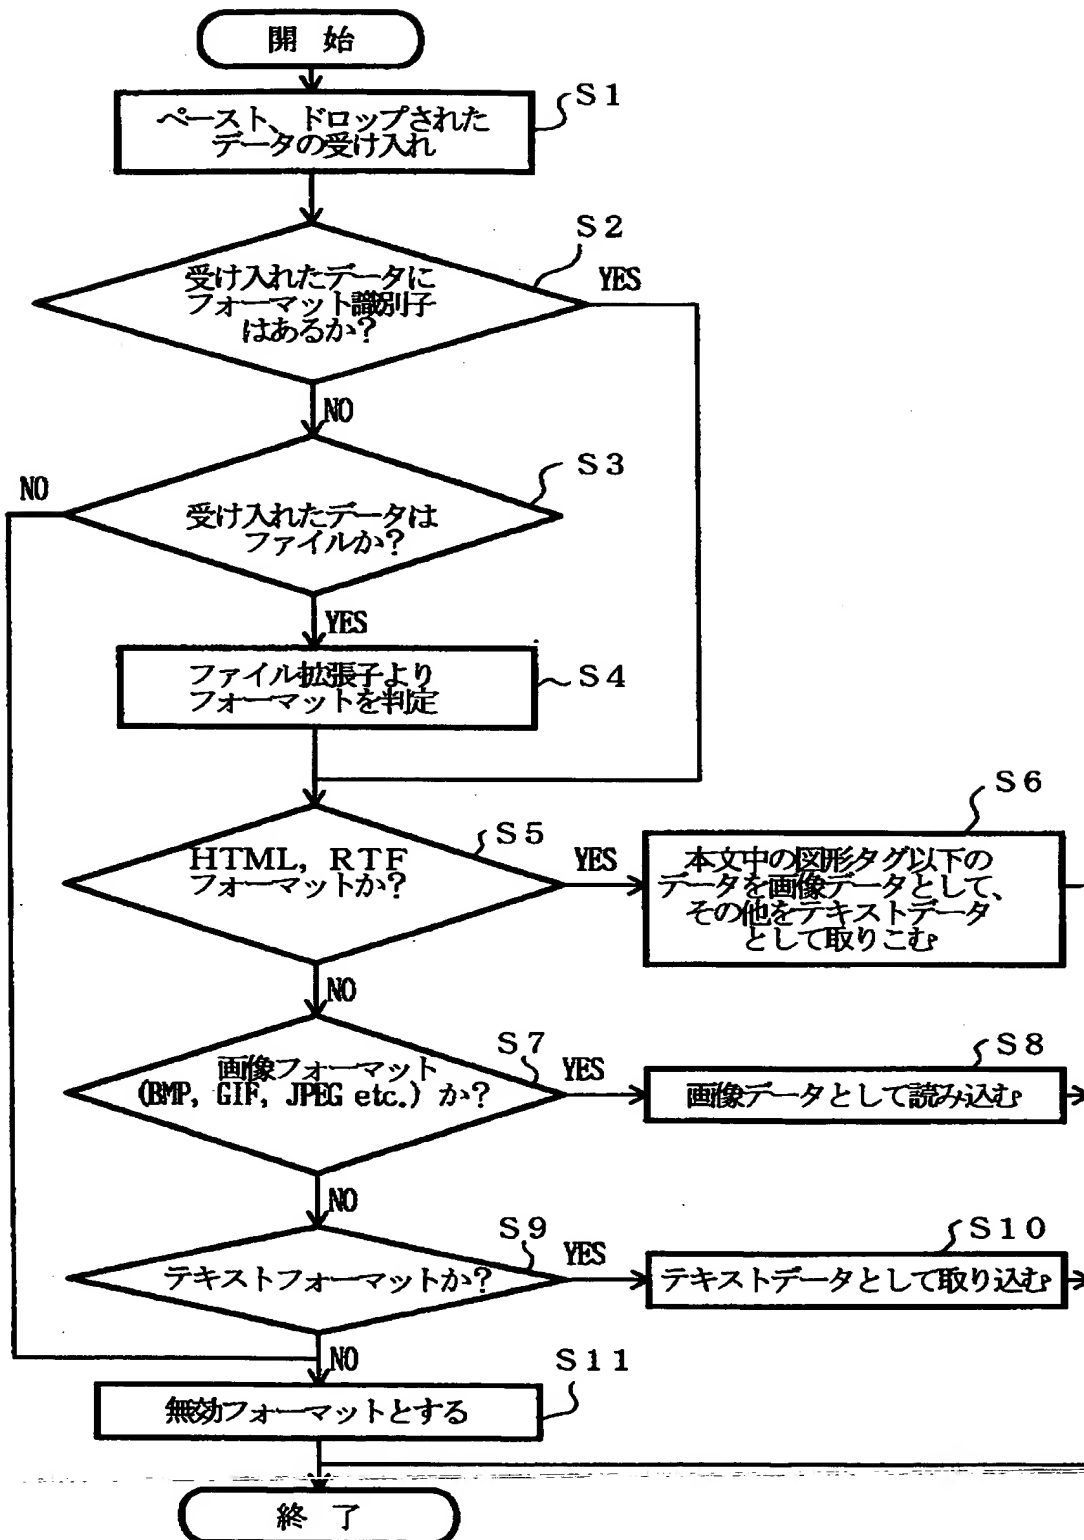 開 始
S1
ペースト、ドロップされた
データの受け入れ
S2
受け入れたデータに
フォーマット識別子
はあるか?
YES
NO
S3
NO
受け入れたデータは
ファイルか?
YES
S4
ファイル拡張子より
フォーマットを判定
S5
HTML, RTF
フォーマットか?
YES
S6
本文中の図形タグ以下の
データを画像データとして、
その他をテキストデータ
として取りこむ
NO
S7
画像フォーマット
(BMP, GIF, JPEG etc.) か?
YES
S8
画像データとして読み込む
NO
S9
テキストフォーマットか?
YES
S10
テキストデータとして取り込む
NO
S11
無効フォーマットとする
終 了